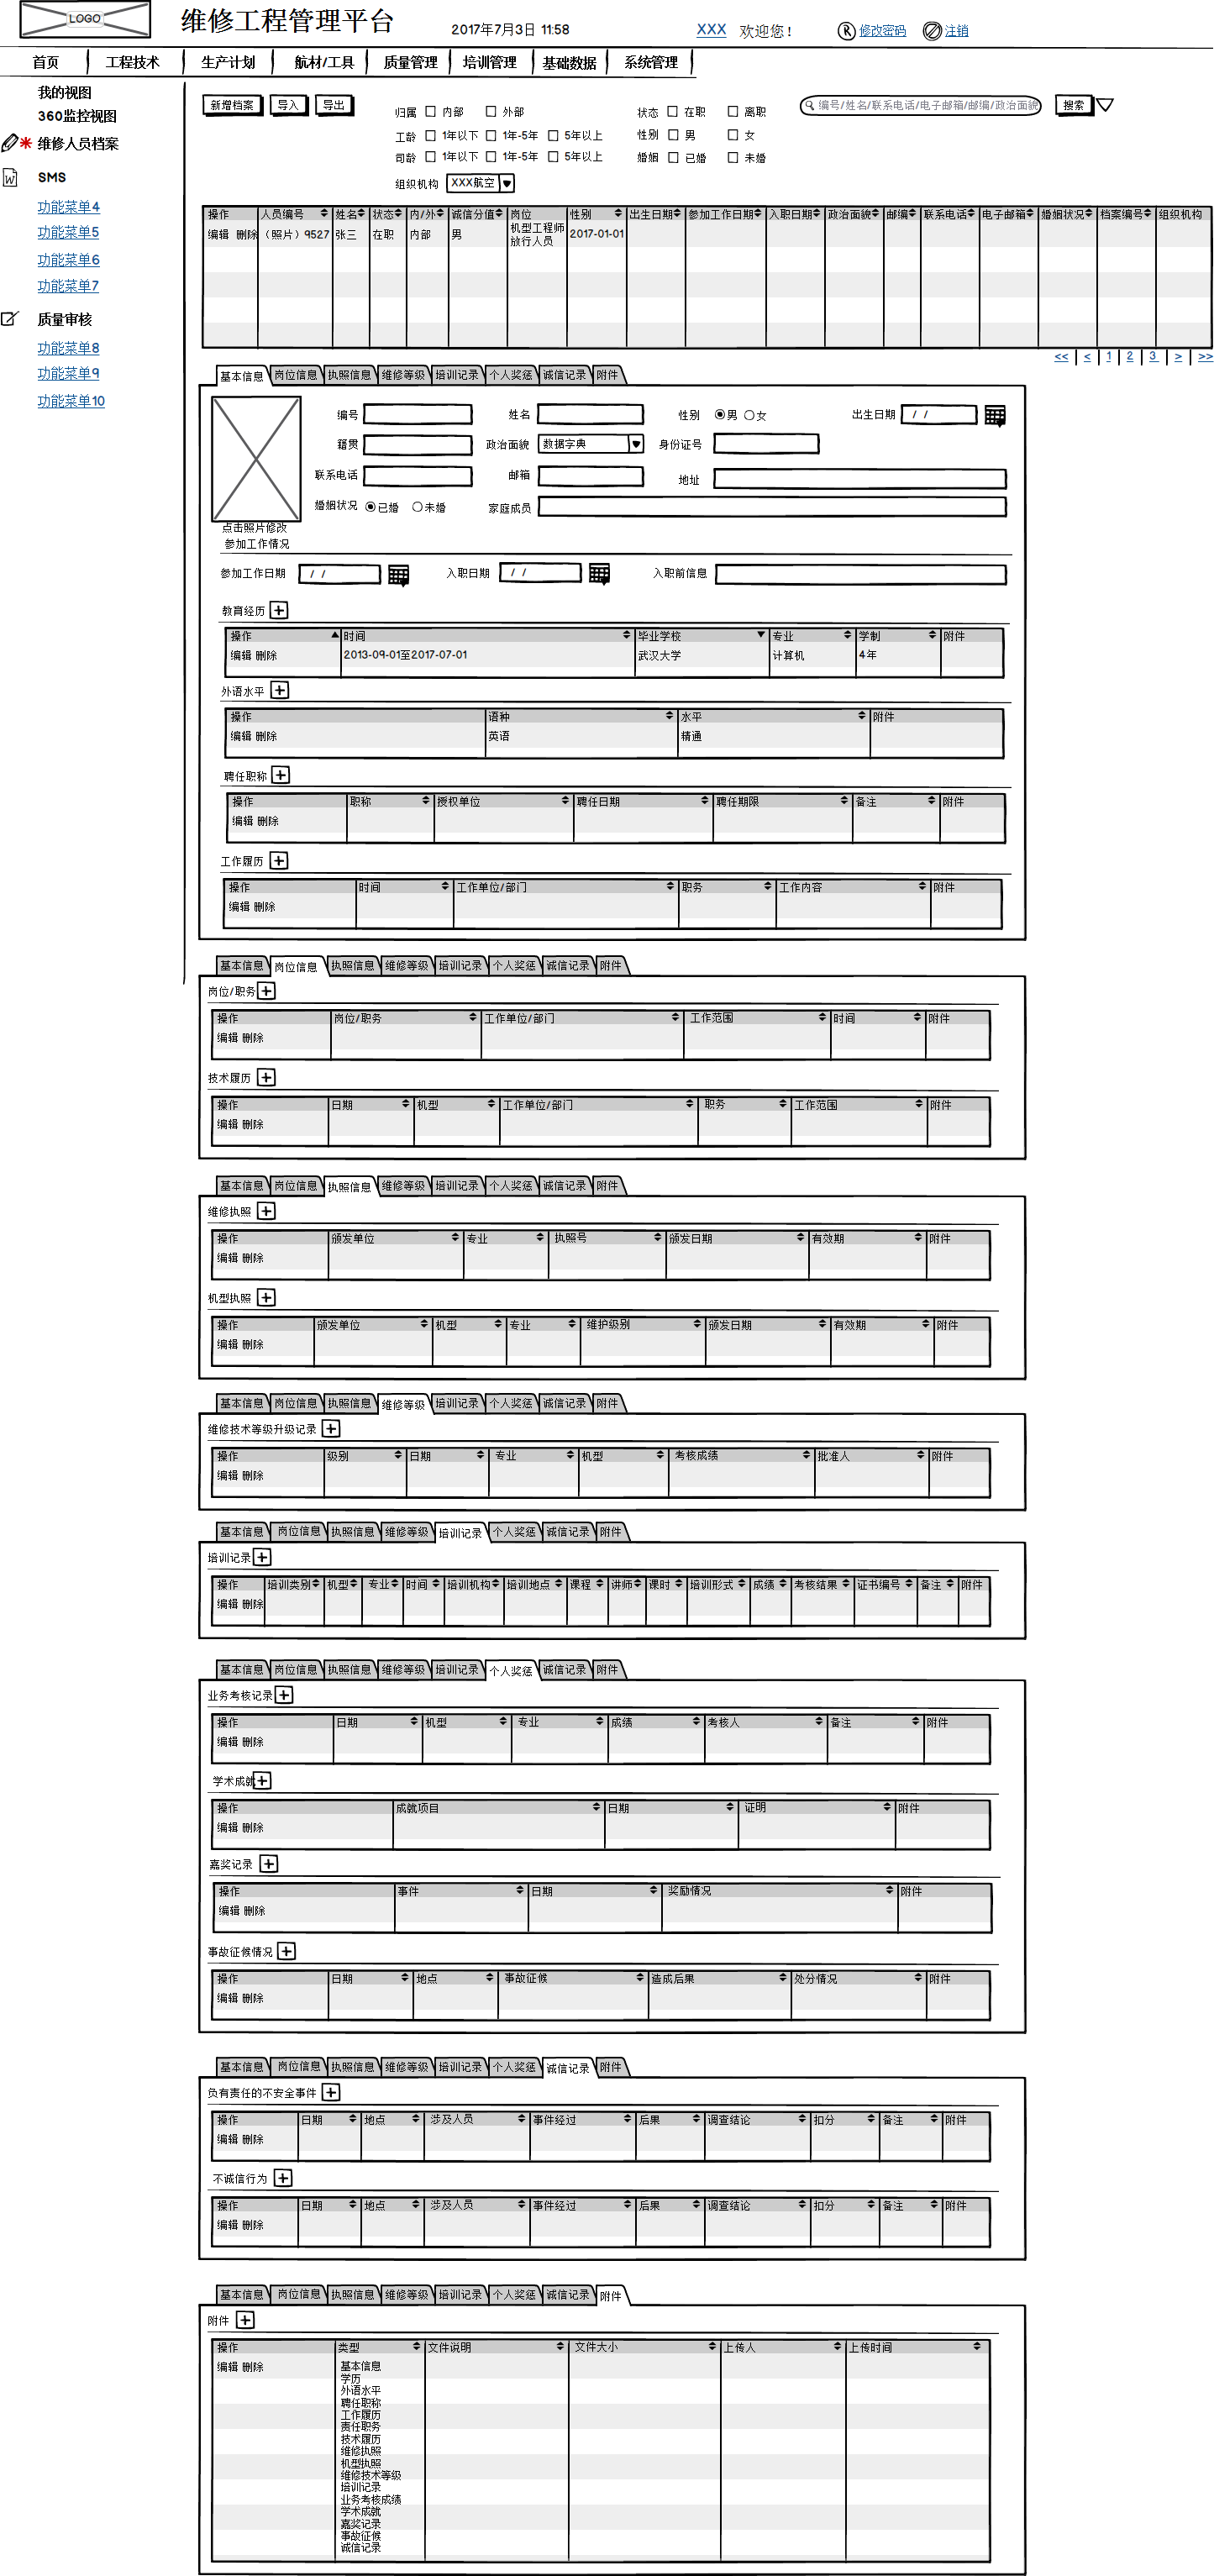 LOGO 维修工程管理平台 2017年7月3日 11:58 XXX 欢迎您！ R 修改密码 注销
首页 工程技术 生产计划 航材/工具 质量管理 培训管理 基础数据 系统管理
我的视图
360监控视图
维修人员档案
SMS
功能菜单4
功能菜单5
功能菜单6
功能菜单7
质量审核
功能菜单8
功能菜单9
功能菜单10
新增档案 导入 导出 归属 内部 外部 状态 在职 离职 编号/姓名/联系电话/电子邮箱/邮编/政治面貌 搜索
工龄 1年以下 1年-5年 5年以上 性别 男 女
司龄 1年以下 1年-5年 5年以上 婚姻 已婚 未婚
组织机构 XXX航空
操作 人员编号 姓名 状态 内/外 诚信分值 岗位 性别 出生日期 参加工作日期 入职日期 政治面貌 邮编 联系电话 电子邮箱 婚姻状况 档案编号 组织机构
编辑 删除 （照片）9527 张三 在职 内部 男 机型工程师 2017-01-01
放行人员
<< < 1 2 3 > >>
基本信息 岗位信息 执照信息 维修等级 培训记录 个人奖惩 诚信记录 附件
编号 姓名 性别 男 女 出生日期 / /
籍贯 政治面貌 数据字典 身份证号
联系电话 邮箱 地址
婚姻状况 已婚 未婚 家庭成员
点击照片修改
参加工作情况
参加工作日期 / / 入职日期 / / 入职前信息
教育经历
操作 时间 毕业学校 专业 学制 附件
编辑 删除 2013-09-01至2017-07-01 武汉大学 计算机 4年
外语水平
操作 语种 水平 附件
编辑 删除 英语 精通
聘任职称
操作 职称 授权单位 聘任日期 聘任期限 备注 附件
编辑 删除
工作履历
操作 时间 工作单位/部门 职务 工作内容 附件
编辑 删除
基本信息 岗位信息 执照信息 维修等级 培训记录 个人奖惩 诚信记录 附件
岗位/职务
操作 岗位/职务 工作单位/部门 工作范围 时间 附件
编辑 删除
技术履历
操作 日期 机型 工作单位/部门 职务 工作范围 附件
编辑 删除
基本信息 岗位信息 执照信息 维修等级 培训记录 个人奖惩 诚信记录 附件
维修执照
操作 颁发单位 专业 执照号 颁发日期 有效期 附件
编辑 删除
机型执照
操作 颁发单位 机型 专业 维护级别 颁发日期 有效期 附件
编辑 删除
基本信息 岗位信息 执照信息 维修等级 培训记录 个人奖惩 诚信记录 附件
维修技术等级升级记录
操作 级别 日期 专业 机型 考核成绩 批准人 附件
编辑 删除
基本信息 岗位信息 执照信息 维修等级 培训记录 个人奖惩 诚信记录 附件
培训记录
操作 培训类别 机型 专业 时间 培训机构 培训地点 课程 讲师 课时 培训形式 成绩 考核结果 证书编号 备注 附件
编辑 删除
基本信息 岗位信息 执照信息 维修等级 培训记录 个人奖惩 诚信记录 附件
业务考核记录
操作 日期 机型 专业 成绩 考核人 备注 附件
编辑 删除
学术成就
操作 成就项目 日期 证明 附件
编辑 删除
嘉奖记录
操作 事件 日期 奖励情况 附件
编辑 删除
事故征候情况
操作 日期 地点 事故征候 造成后果 处分情况 附件
编辑 删除
基本信息 岗位信息 执照信息 维修等级 培训记录 个人奖惩 诚信记录 附件
负有责任的不安全事件
操作 日期 地点 涉及人员 事件经过 后果 调查结论 扣分 备注 附件
编辑 删除
不诚信行为
操作 日期 地点 涉及人员 事件经过 后果 调查结论 扣分 备注 附件
编辑 删除
基本信息 岗位信息 执照信息 维修等级 培训记录 个人奖惩 诚信记录 附件
附件
操作 类型 文件说明 文件大小 上传人 上传时间
编辑 删除 基本信息
学历
外语水平
聘任职称
工作履历
责任职务
技术履历
维修执照
机型执照
维修技术等级
培训记录
业务考核成绩
学术成就
嘉奖记录
事故征候
诚信记录